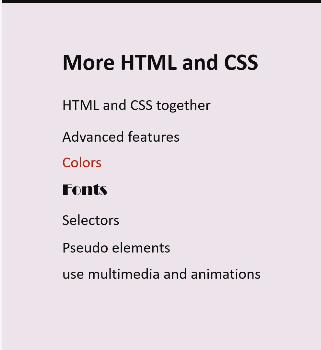 More HTML and CSS
HTML and CSS together
Advanced features
Colors
Fonts
Selectors
Pseudo elements
use multimedia and animations